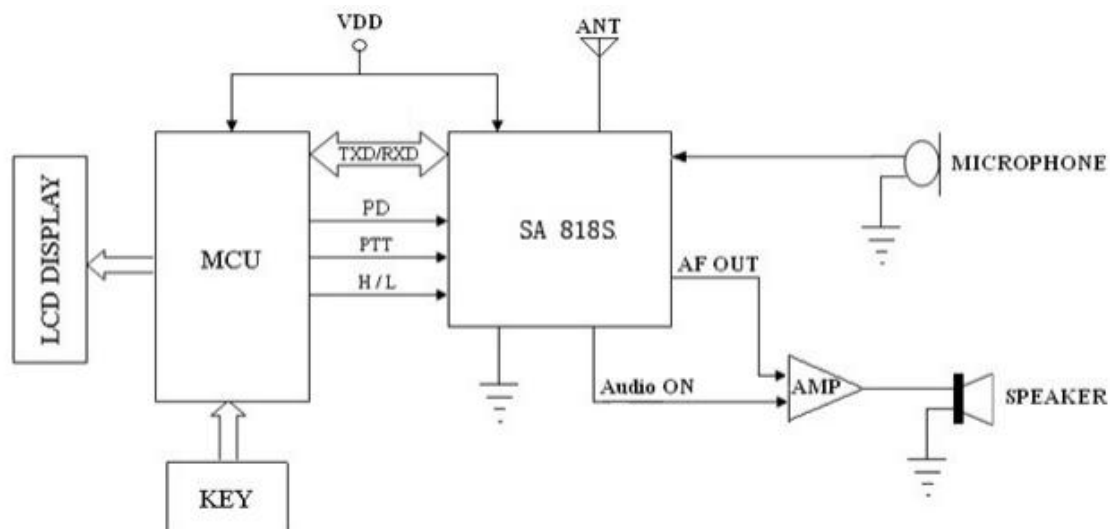 VDD
ANT
TXD/RXD
MICROPHONE
LCD DISPLAY
MCU
PD
PTT
H/L
SA 818S
AF OUT
Audio ON
AMP
SPEAKER
KEY